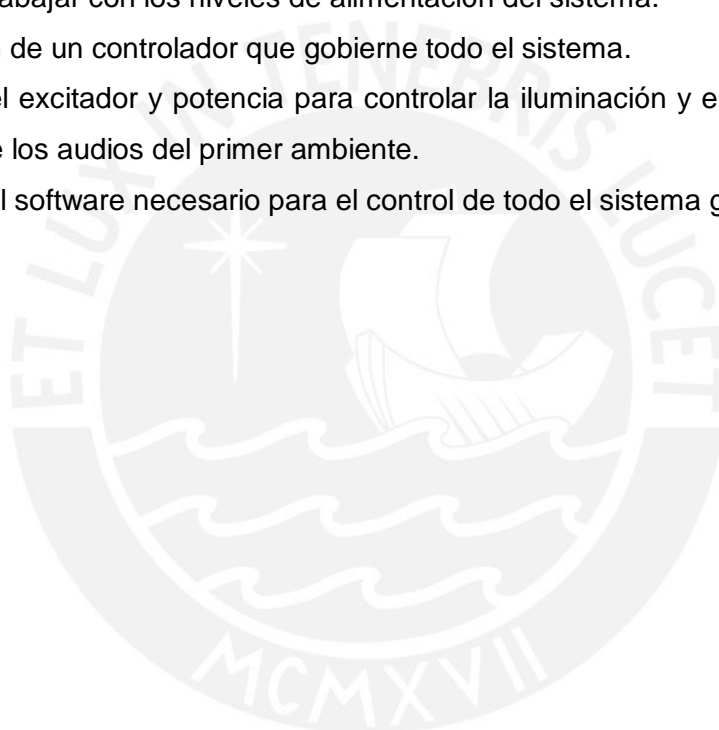 abajar con los niveles de alimentación del sistema.
de un controlador que gobierne todo el sistema.
el excitador y potencia para controlar la iluminación y e
los audios del primer ambiente.
l software necesario para el control de todo el sistema g
ET LUX IN TENEBRIS LUCET
MCMXVII